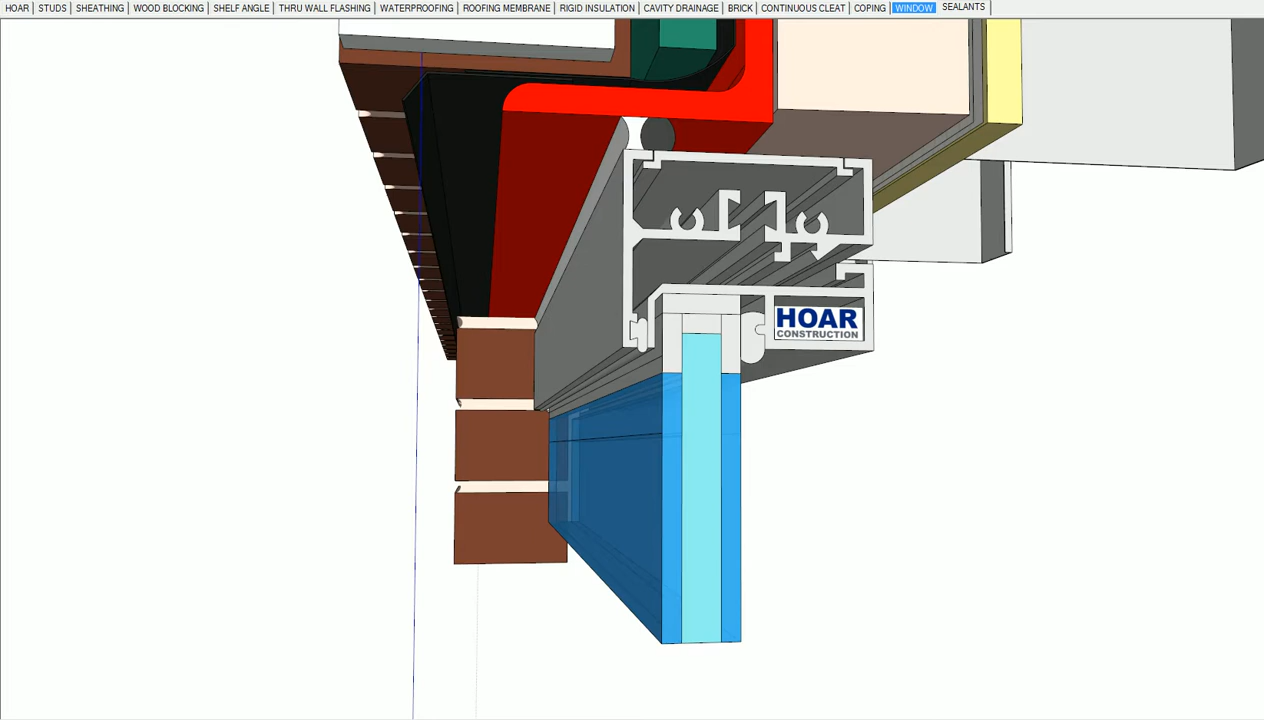 HOAR STUDS SHEATHING WOOD BLOCKING SHELF ANGLE THRU WALL FLASHING WATERPROOFING ROOFING MEMBRANE RIGID INSULATION CAVITY DRAINAGE BRICK CONTINUOUS CLEAT COPING WINDOW SEALANTS
HOAR
CONSTRUCTION